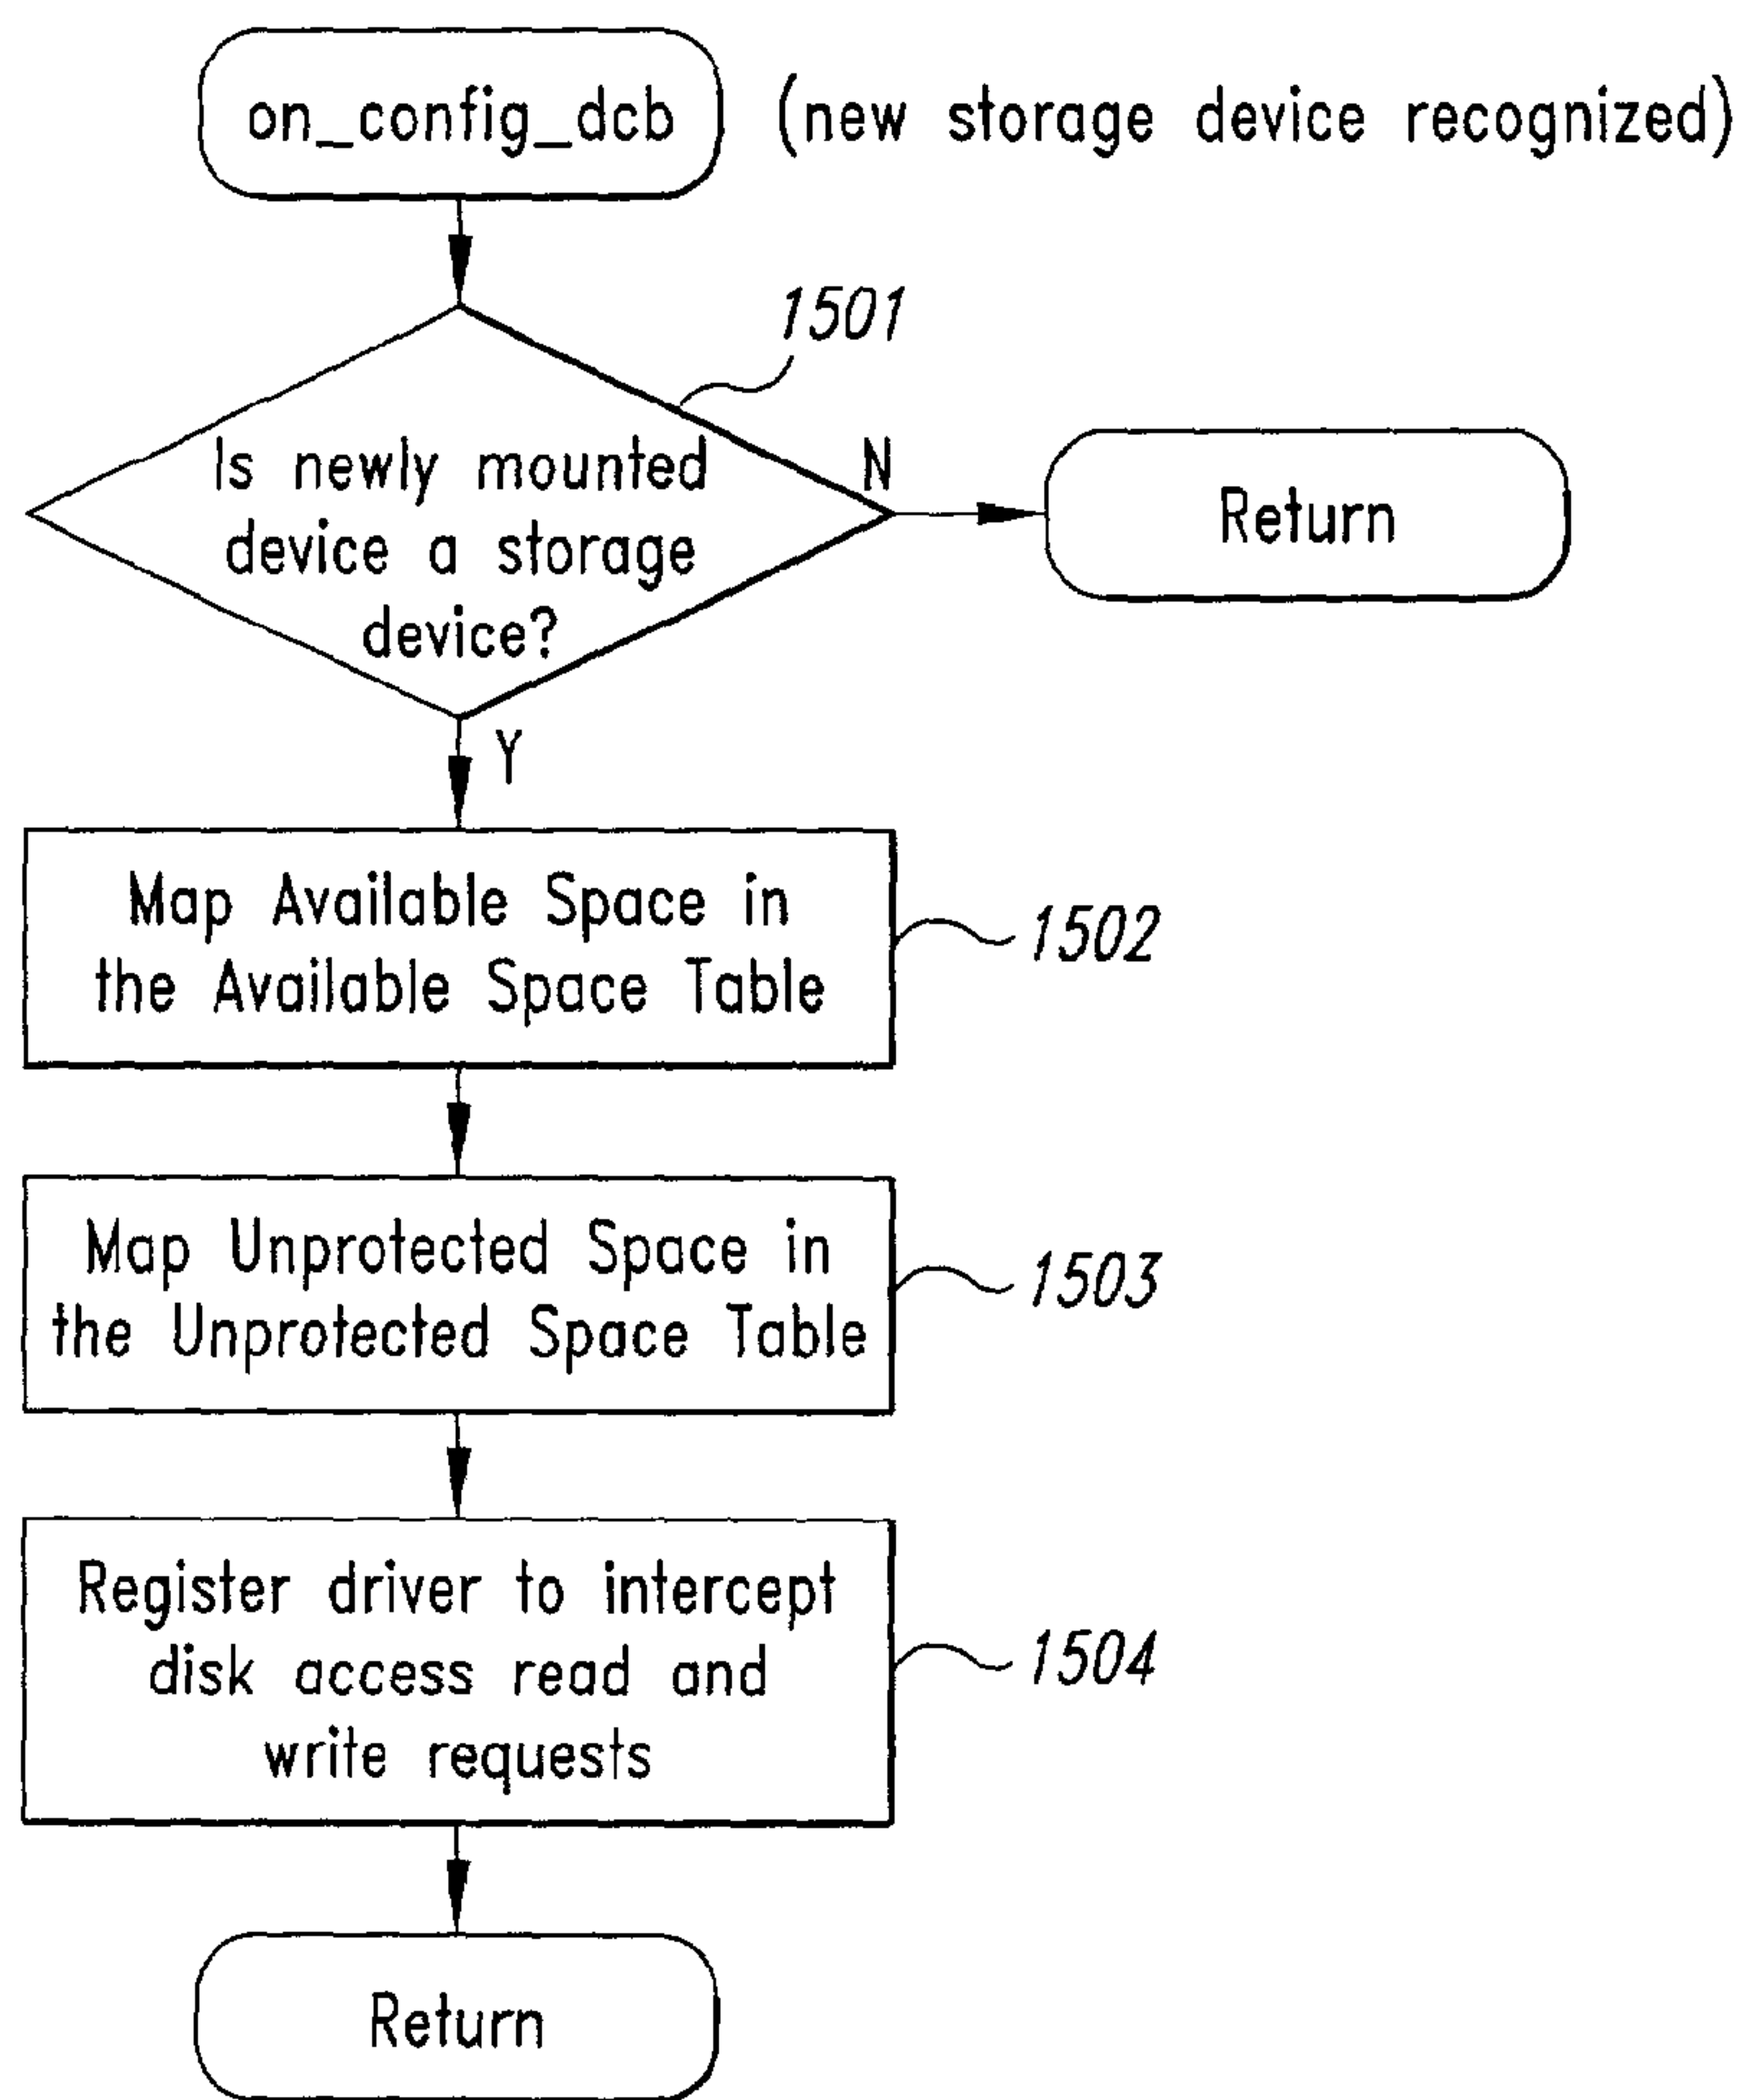 on_config_dcb (new storage device recognized)
1501
Is newly mounted
device a storage
device?
N
Return
Y
Map Available Space in
the Available Space Table
1502
Map Unprotected Space in
the Unprotected Space Table
1503
Register driver to intercept
disk access read and
write requests
1504
Return